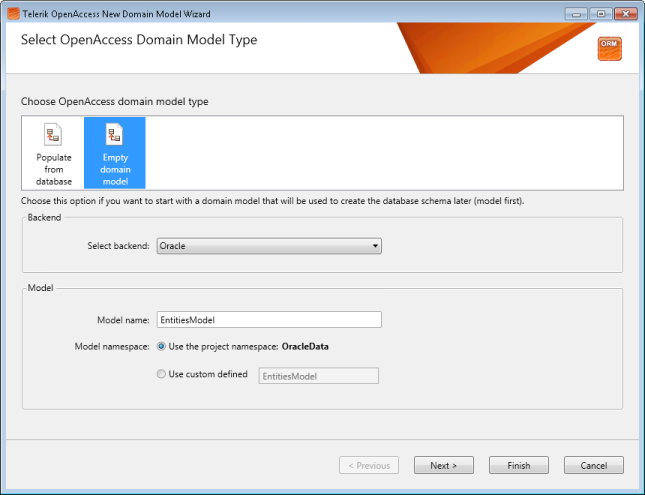 Telerik OpenAccess New Domain Model Wizard
Select OpenAccess Domain Model Type
ORM
Choose OpenAccess domain model type
Populate
from
database
Empty
domain
model
Choose this option if you want to start with a domain model that will be used to create the database schema later (model first).
Backend
Select backend: Oracle
Model
Model name: EntitiesModel
Model namespace: Use the project namespace: OracleData
Use custom defined EntitiesModel
< Previous Next > Finish Cancel